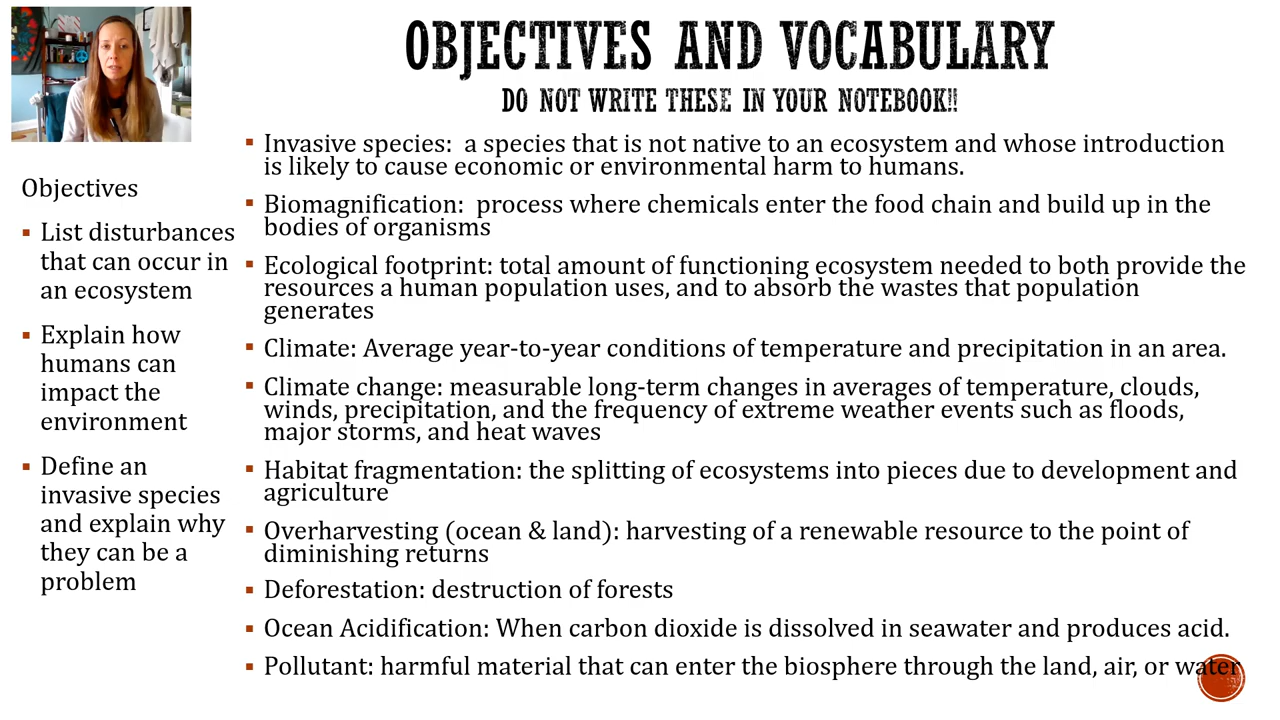 OBJECTIVES AND VOCABULARY
DO NOT WRITE THESE IN YOUR NOTEBOOK!!
Objectives
▪ List disturbances
that can occur in
an ecosystem
▪ Explain how
humans can
impact the
environment
▪ Define an
invasive species
and explain why
they can be a
problem
▪ Invasive species:  a species that is not native to an ecosystem and whose introduction
is likely to cause economic or environmental harm to humans.
▪ Biomagnification:  process where chemicals enter the food chain and build up in the
bodies of organisms
▪ Ecological footprint: total amount of functioning ecosystem needed to both provide the
resources a human population uses, and to absorb the wastes that population
generates
▪ Climate: Average year-to-year conditions of temperature and precipitation in an area.
▪ Climate change: measurable long-term changes in averages of temperature, clouds,
winds, precipitation, and the frequency of extreme weather events such as floods,
major storms, and heat waves
▪ Habitat fragmentation: the splitting of ecosystems into pieces due to development and
agriculture
▪ Overharvesting (ocean & land): harvesting of a renewable resource to the point of
diminishing returns
▪ Deforestation: destruction of forests
▪ Ocean Acidification: When carbon dioxide is dissolved in seawater and produces acid.
▪ Pollutant: harmful material that can enter the biosphere through the land, air, or water